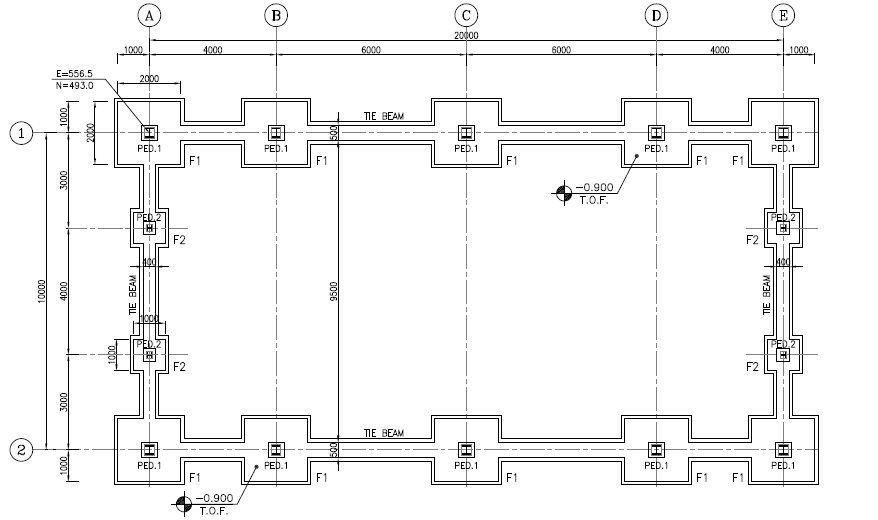 A B C D E
20000
1000 4000 6000 6000 4000 1000
E=556.5
N=493.0
2000
1000
2000
TIE BEAM
500
1
PED.1 PED.1 PED.1 PED.1 PED.1
F1 F1 F1 F1 F1
3000
-0.900
T.O.F.
PED.2 PED.2
F2 F2
400 400
10000 4000 TIE BEAM 9500 TIE BEAM
1000
1000
PED.2 PED.2
F2 F2
3000
TIE BEAM
500
2
PED.1 PED.1 PED.1 PED.1 PED.1
1000
F1 F1 F1 F1 F1
-0.900
T.O.F.